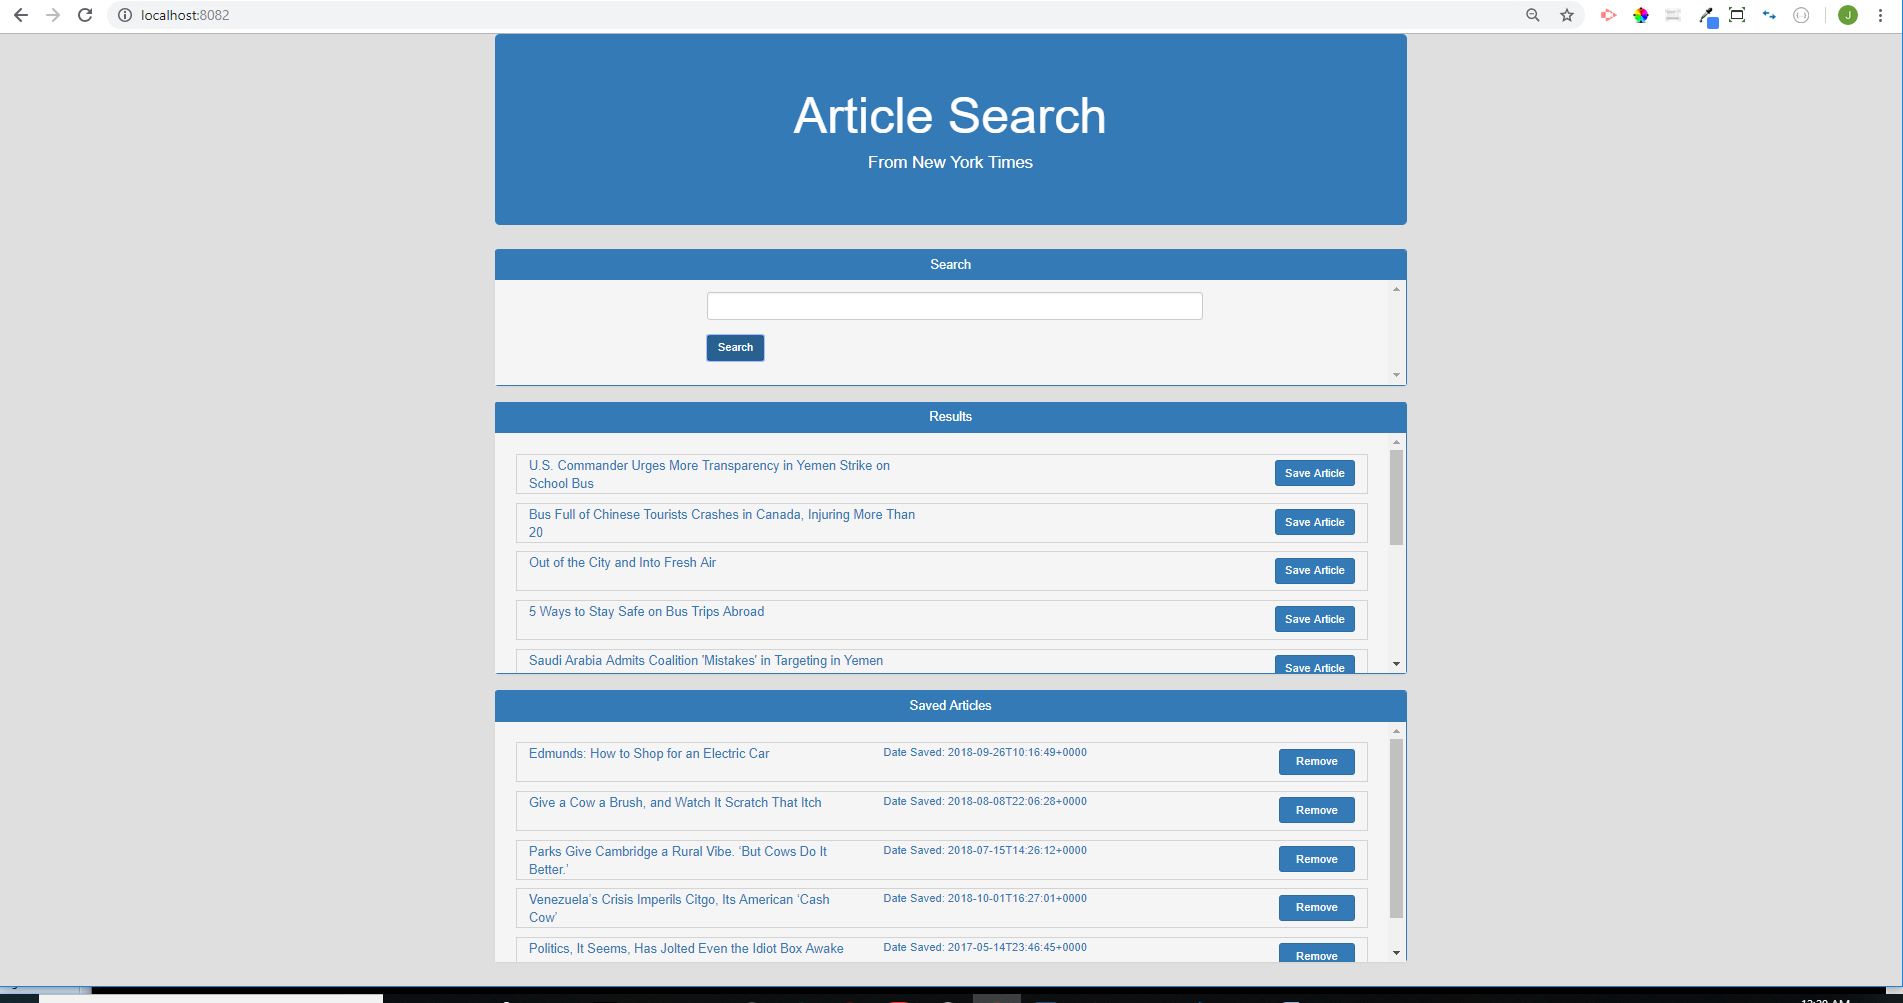 localhost:8082
J
Article Search
From New York Times
Search
Search
Results
U.S. Commander Urges More Transparency in Yemen Strike on
School Bus
Save Article
Bus Full of Chinese Tourists Crashes in Canada, Injuring More Than
20
Save Article
Out of the City and Into Fresh Air
Save Article
5 Ways to Stay Safe on Bus Trips Abroad
Save Article
Saudi Arabia Admits Coalition 'Mistakes' in Targeting in Yemen
Save Article
Saved Articles
Edmunds: How to Shop for an Electric Car
Date Saved: 2018-09-26T10:16:49+0000
Remove
Give a Cow a Brush, and Watch It Scratch That Itch
Date Saved: 2018-08-08T22:06:28+0000
Remove
Parks Give Cambridge a Rural Vibe. ‘But Cows Do It
Better.’
Date Saved: 2018-07-15T14:26:12+0000
Remove
Venezuela’s Crisis Imperils Citgo, Its American ‘Cash
Cow’
Date Saved: 2018-10-01T16:27:01+0000
Remove
Politics, It Seems, Has Jolted Even the Idiot Box Awake
Date Saved: 2017-05-14T23:46:45+0000
Remove